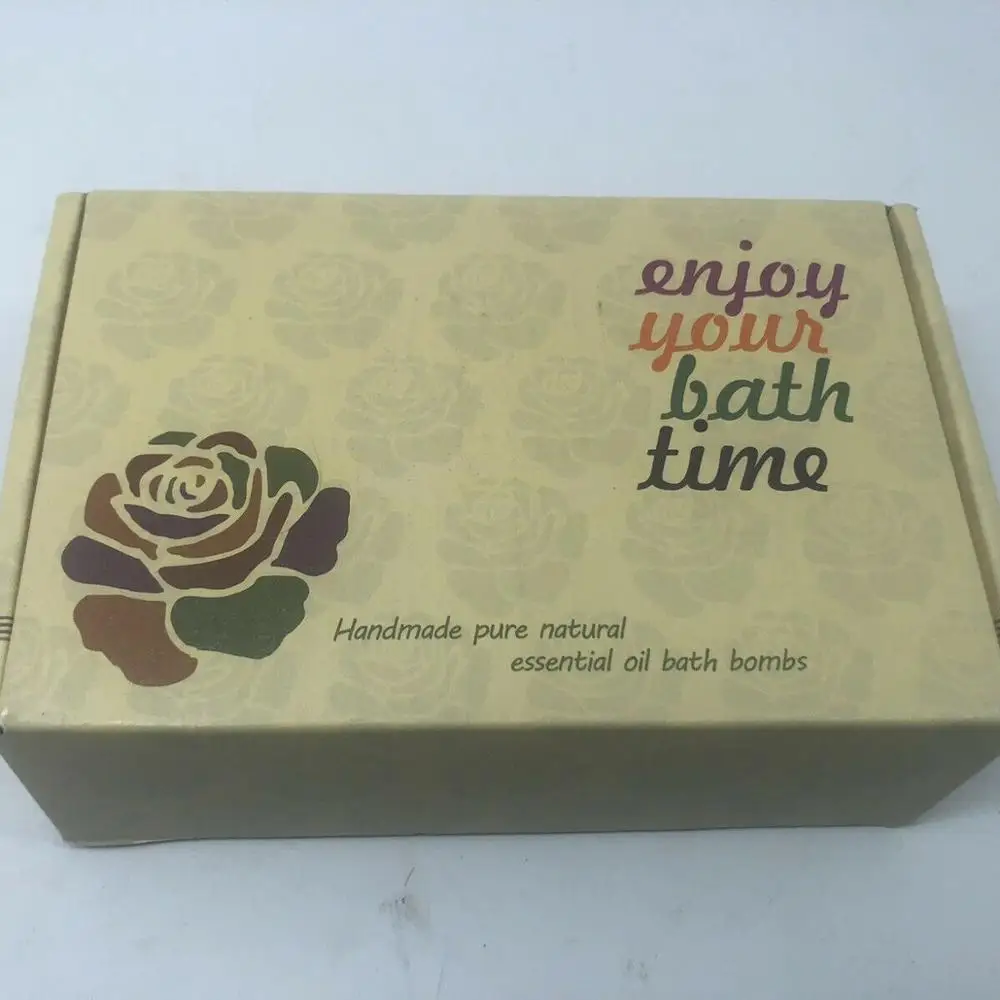 enjoy
your
bath
time
Handmade pure natural
essential oil bath bombs